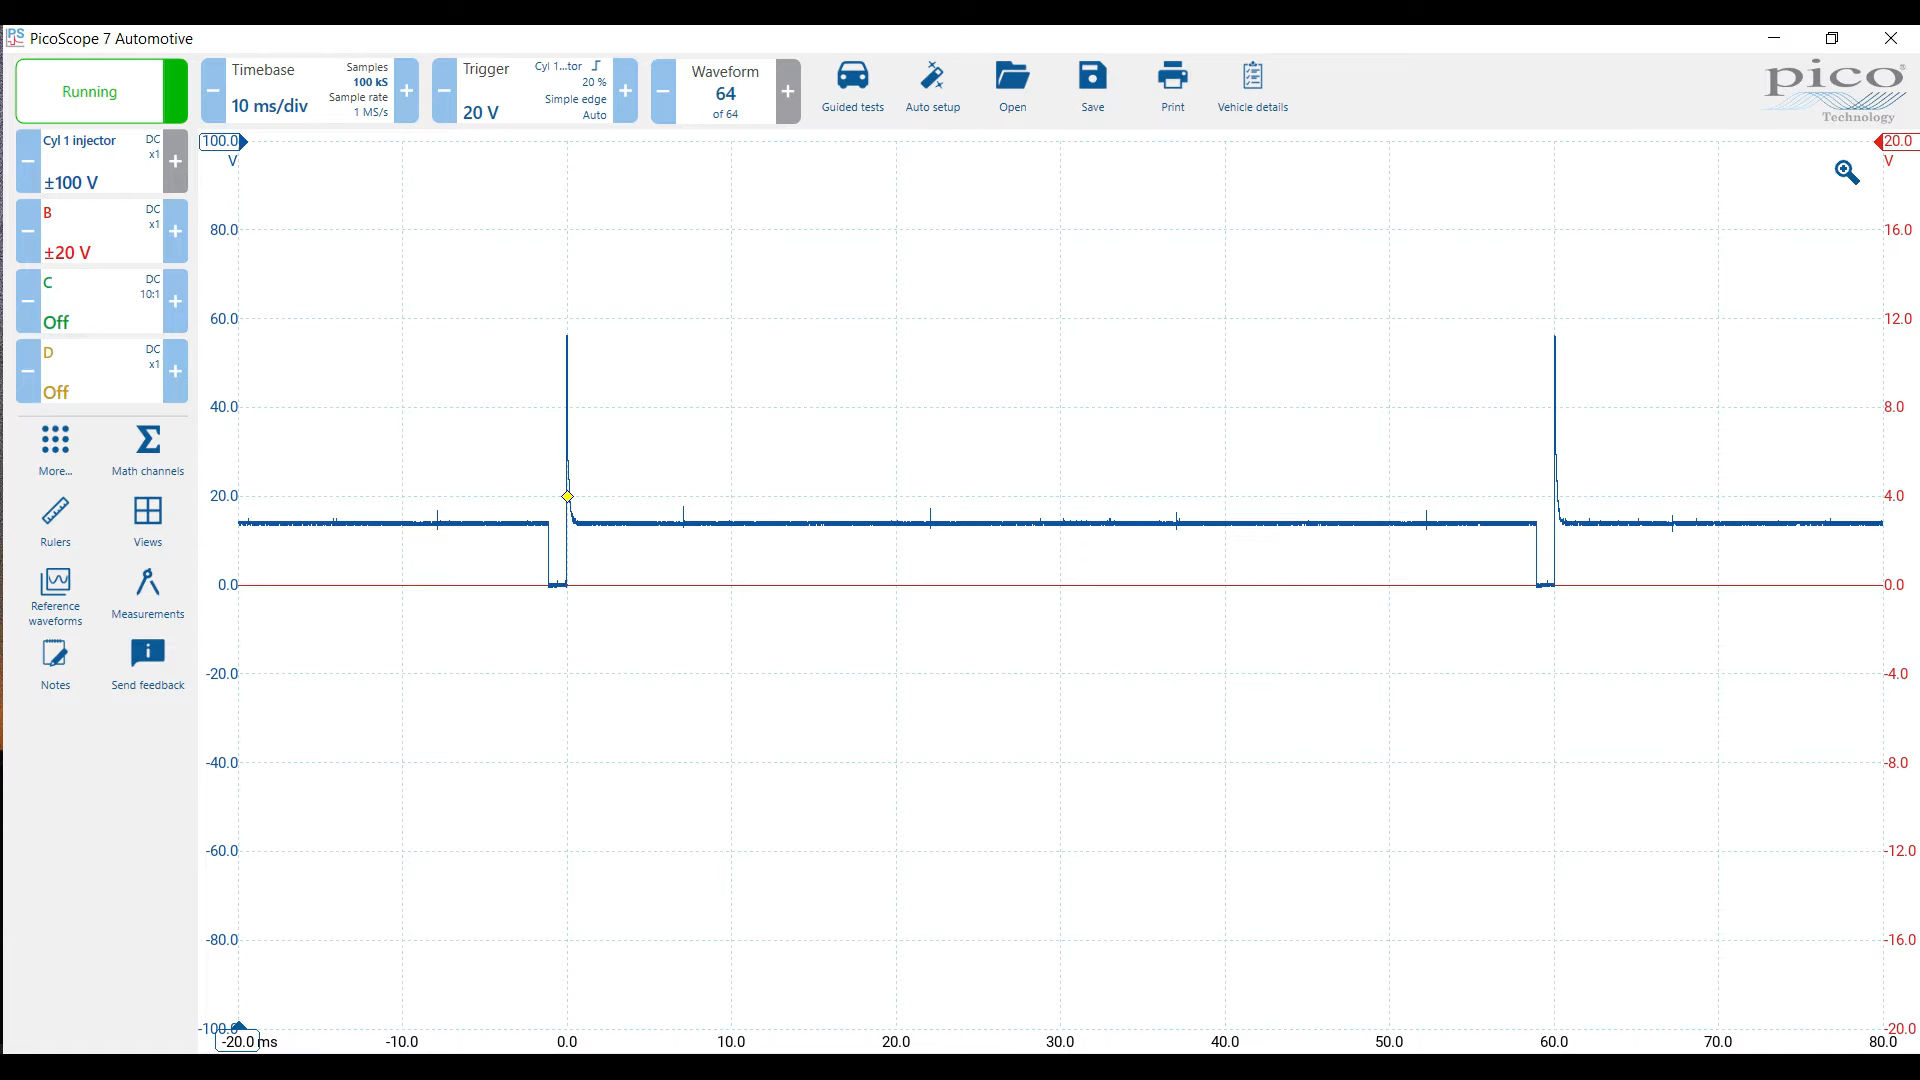 PS PicoScope 7 Automotive
Running
Timebase
10 ms/div
Samples
100 kS
Sample rate
1 MS/s
Trigger
20 V
Cyl 1...tor
20 %
Simple edge
Auto
Waveform
64
of 64
Guided tests
Auto setup
Open
Save
Print
Vehicle details
pico
Technology
Cyl 1 injector
DC
x1
±100 V
B
DC
x1
±20 V
C
DC
10:1
Off
D
DC
x1
Off
More...
Math channels
Rulers
Views
Reference
waveforms
Measurements
Notes
Send feedback
100.0
V
80.0
60.0
40.0
20.0
0.0
-20.0
-40.0
-60.0
-80.0
-100.0
20.0
V
16.0
12.0
8.0
4.0
0.0
-4.0
-8.0
-12.0
-16.0
-20.0
-20.0 ms
-10.0
0.0
10.0
20.0
30.0
40.0
50.0
60.0
70.0
80.0